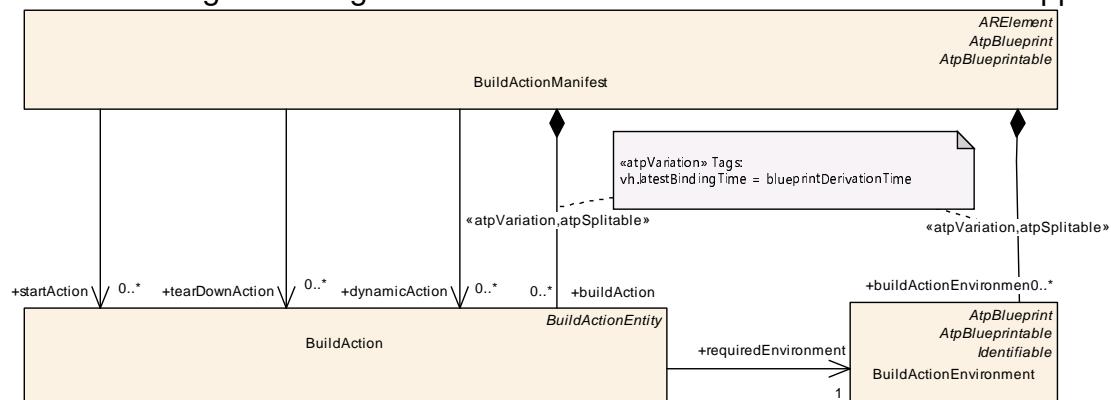 ARElement
AtpBlueprint
AtpBlueprintable
BuildActionManifest
«atpVariation» Tags:
vh.latestBindingTime = blueprintDerivationTime
«atpVariation,atpSplitable»
«atpVariation,atpSplitable»
+startAction 0..* +tearDownAction 0..* +dynamicAction 0..* 0..* +buildAction +buildActionEnvironmen0..*
BuildActionEntity
BuildAction
AtpBlueprint
AtpBlueprintable
Identifiable
+requiredEnvironment
BuildActionEnvironment
1